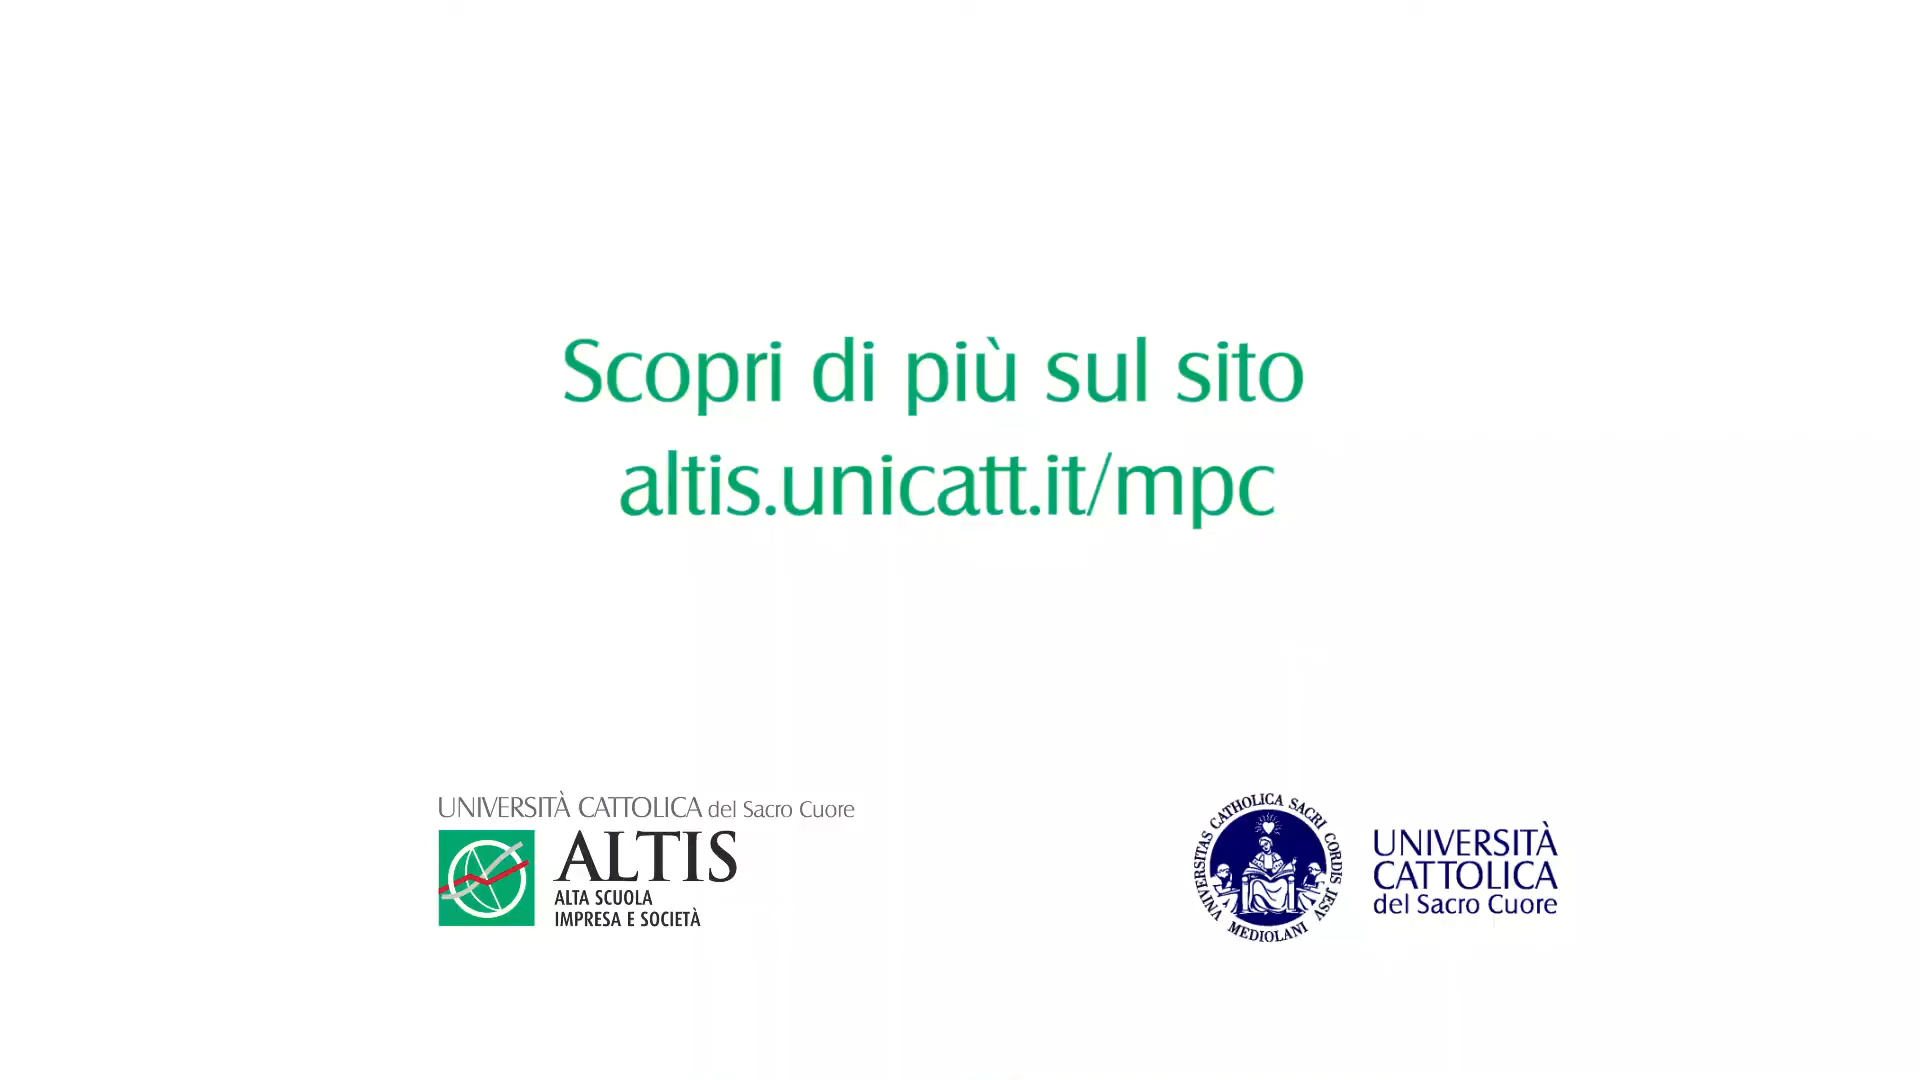 Scopri di più sul sito
altis.unicatt.it/mpc
UNIVERSITÀ CATTOLICA del Sacro Cuore
ALTIS
ALTA SCUOLA
IMPRESA E SOCIETÀ
UNIVERSITAS CATHOLICA SACRI CORDIS JESV
MEDIOLANI
UNIVERSITÀ
CATTOLICA
del Sacro Cuore